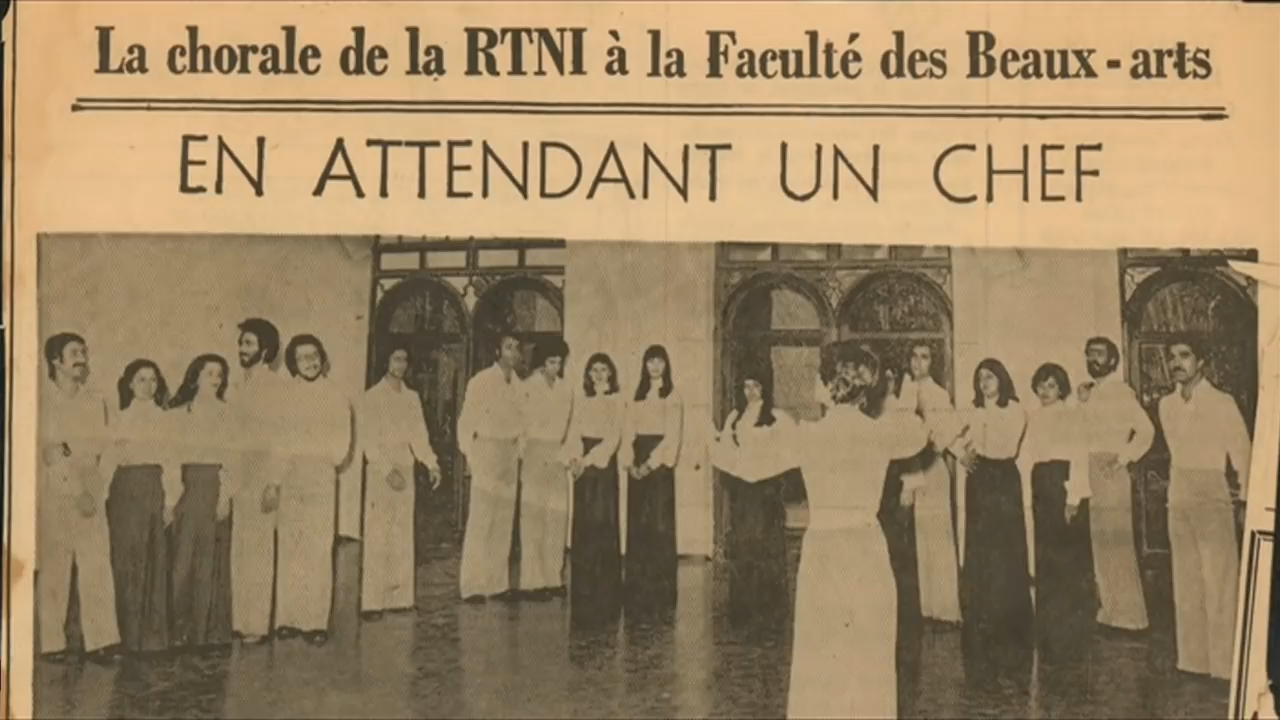 La chorale de la RTNI à la Faculté des Beaux-arts
EN ATTENDANT UN CHEF